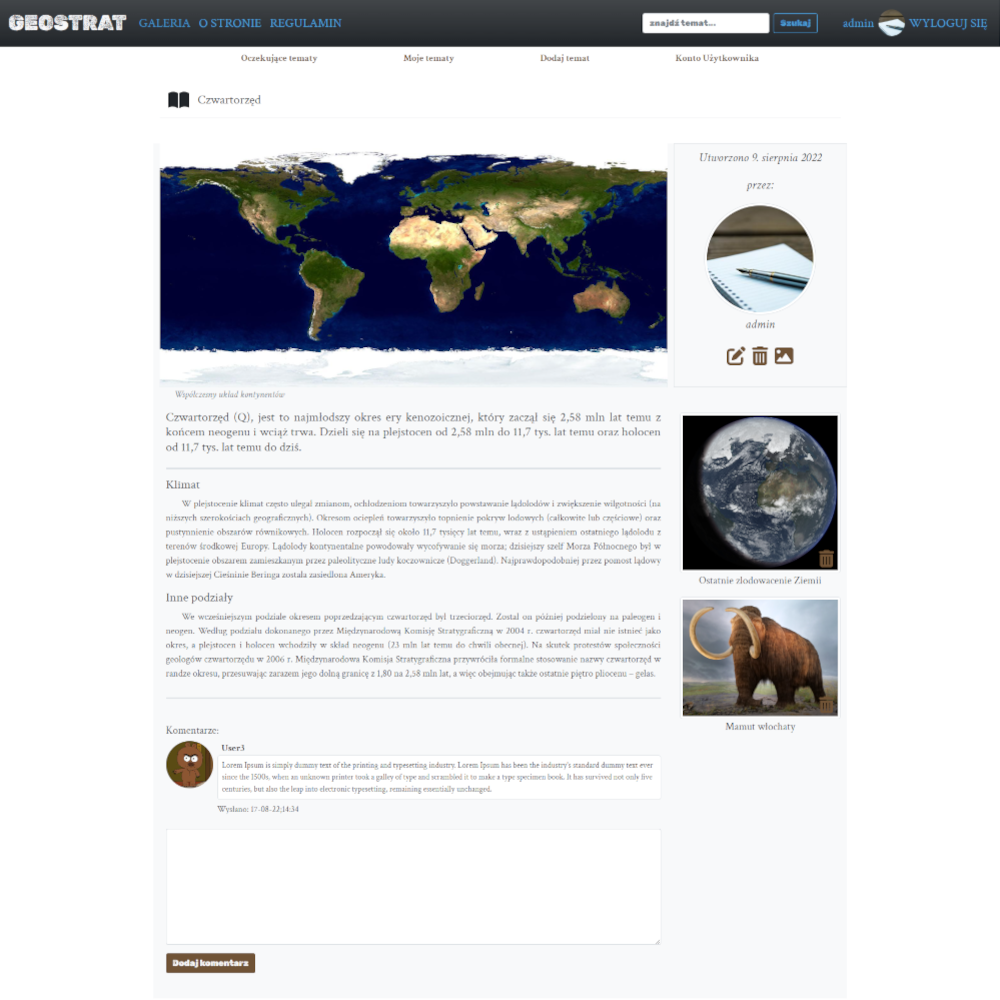 GEOSTRAT GALERIA O STRONIE REGULAMIN znajdź temat... Szukaj admin WYLOGUJ SIĘ
Oczekujące tematy Moje tematy Dodaj temat Konto Użytkownika
Czwartorzęd
Utworzono 9. sierpnia 2022
przez:
admin
Współczesny układ kontynentów
Czwartorzęd (Q), jest to najmłodszy okres ery kenozoicznej, który zaczął się 2,58 mln lat temu z
końcem neogenu i wciąż trwa. Dzieli się na plejstocen od 2,58 mln do 11,7 tys. lat temu oraz holocen
od 11,7 tys. lat temu do dziś.
Klimat
W plejstocenie klimat często ulegał zmianom, ochłodzeniom towarzyszyło powstawanie lądolodów i zwiększenie wilgotności (na
niższych szerokościach geograficznych). Okresom ociepleń towarzyszyło topnienie pokryw lodowych (całkowite lub częściowe) oraz
pustynnienie obszarów równikowych. Holocen rozpoczął się około 11,7 tysięcy lat temu, wraz z ustąpieniem ostatniego lądolodu z
terenów środkowej Europy. Lądolody kontynentalne powodowały wycofywanie się morza; dzisiejszy szelf Morza Północnego był w
plejstocenie obszarem zamieszkanym przez paleolityczne ludy koczownicze (Doggerland). Najprawdopodobniej przez pomost lądowy
w dzisiejszej Cieśninie Beringa została zasiedlona Ameryka.
Inne podziały
We wcześniejszym podziale okresem poprzedzającym czwartorzęd był trzeciorzęd. Został on później podzielony na paleogen i
neogen. Według podziału dokonanego przez Międzynarodową Komisję Stratygraficzną w 2004 r. czwartorzęd miał nie istnieć jako
okres, a plejstocen i holocen wchodziły w skład neogenu (23 mln lat temu do chwili obecnej). Na skutek protestów społeczności
geologów czwartorzędu w 2006 r. Międzynarodowa Komisja Stratygraficzna przywróciła formalne stosowanie nazwy czwartorzęd w
randze okresu, przesuwając zarazem jego dolną granicę z 1,80 na 2,58 mln lat, a więc obejmując także ostatnie piętro pliocenu – gelas.
Ostatnie zlodowacenie Ziemii
Mamut włochaty
Komentarze:
User3
Lorem Ipsum is simply dummy text of the printing and typesetting industry. Lorem Ipsum has been the industry's standard dummy text ever
since the 1500s, when an unknown printer took a galley of type and scrambled it to make a type specimen book. It has survived not only five
centuries, but also the leap into electronic typesetting, remaining essentially unchanged.
Wysłano: 17-08-22;14:34
Dodaj komentarz